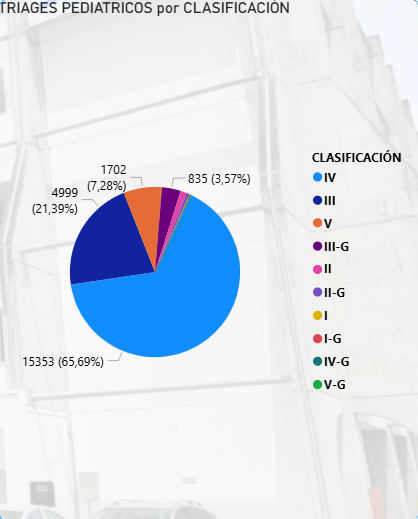 TRIAGES PEDIATRICOS por CLASIFICACIÓN
1702
(7,28%)
835 (3,57%)
4999
(21,39%)
15353 (65,69%)
CLASIFICACIÓN
IV
III
V
III-G
II
II-G
I
I-G
IV-G
V-G